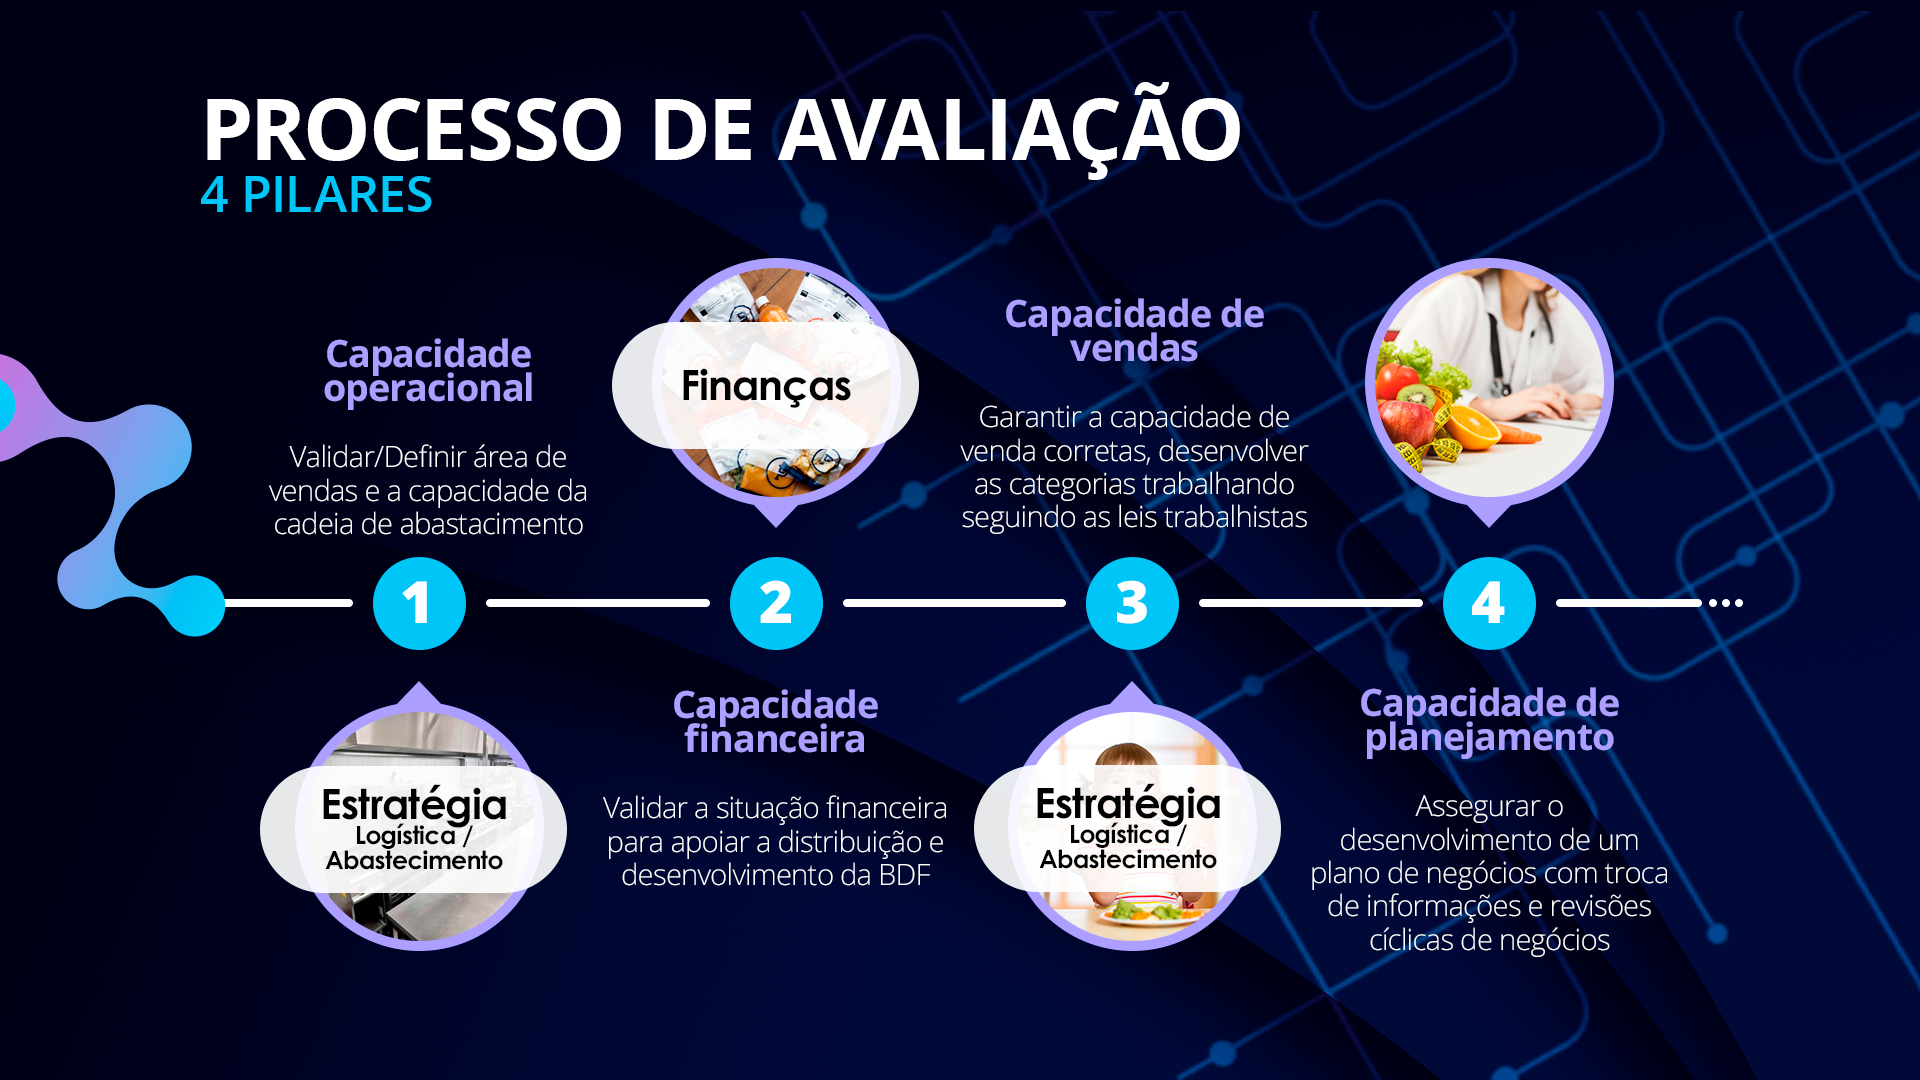 PROCESSO DE AVALIAÇÃO
4 PILARES
Capacidade
operacional
Validar/Definir área de
vendas e a capacidade da
cadeia de abastacimento
1
Estratégia
Logística /
Abastecimento
Finanças
2
Capacidade
financeira
Validar a situação financeira
para apoiar a distribuição e
desenvolvimento da BDF
Capacidade de
vendas
Garantir a capacidade de
venda corretas, desenvolver
as categorias trabalhando
seguindo as leis trabalhistas
3
Estratégia
Logística /
Abastecimento
4
Capacidade de
planejamento
Assegurar o
desenvolvimento de um
plano de negócios com troca
de informações e revisões
cíclicas de negócios